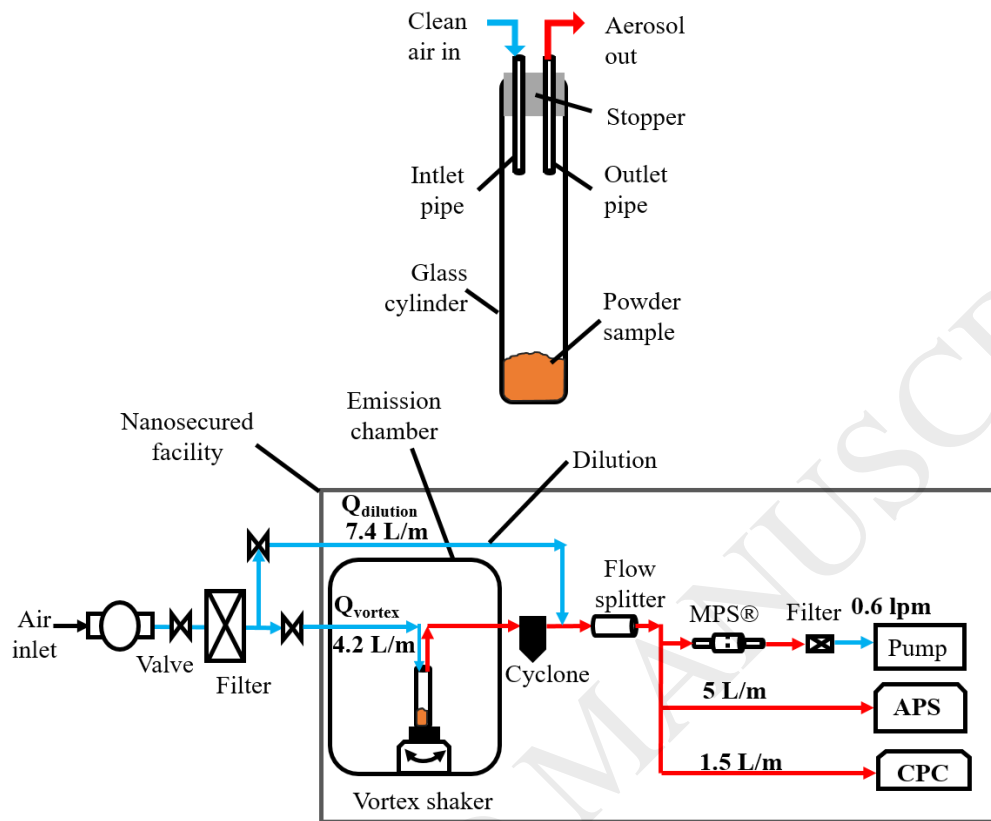 Clean
air in
Aerosol
out
Stopper
Intlet
pipe
Outlet
pipe
Glass
cylinder
Powder
sample
Emission
chamber
Nanosecured
facility
Dilution
Qdilution
7.4 L/m
Flow
splitter
MPS®
Filter
0.6 lpm
Qvortex
4.2 L/m
Air
inlet
Valve
Filter
Cyclone
Pump
5 L/m
APS
1.5 L/m
CPC
Vortex shaker